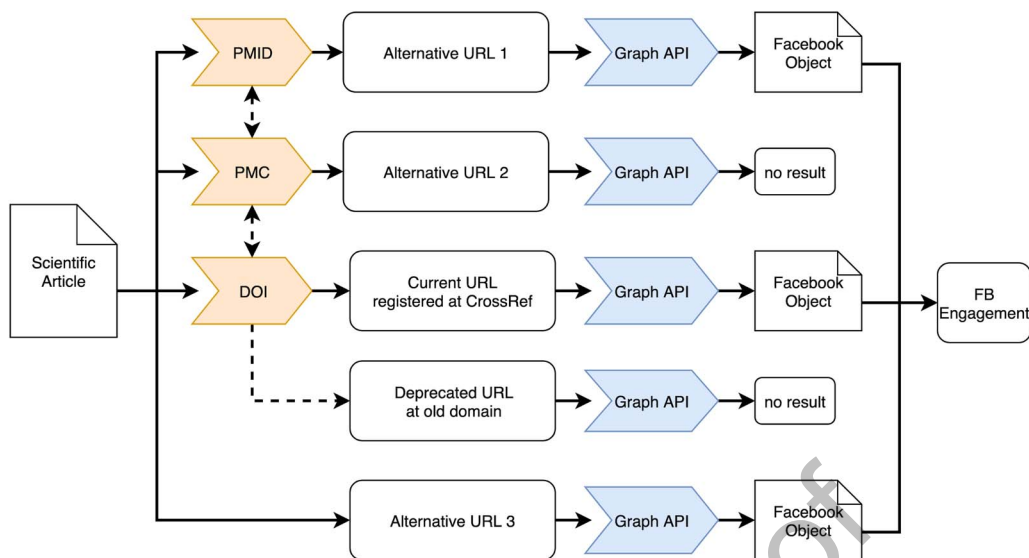 PMID
Alternative URL 1
Graph API
Facebook
Object
PMC
Alternative URL 2
Graph API
no result
Scientific
Article
DOI
Current URL
registered at CrossRef
Graph API
Facebook
Object
FB
Engagement
Deprecated URL
at old domain
Graph API
no result
Alternative URL 3
Graph API
Facebook
Object
of